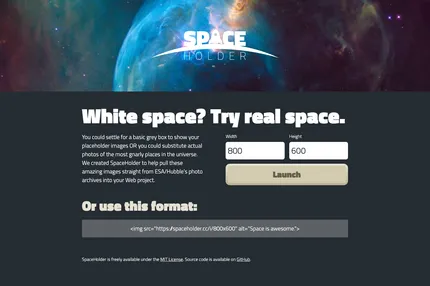 SPACE
HOLDER
White space? Try real space.
You could settle for a basic grey box to show your
placeholder images OR you could substitute actual
photos of the most gnarly places in the universe.
We created SpaceHolder to help pull these
amazing images straight from ESA/Hubble's photo
archives into your Web project.
Width
Height
800
600
Launch
Or use this format:
<img src="https://spaceholder.cc/i/800x600" alt="Space is awesome.">
SpaceHolder is freely available under the MIT License. Source code is available on GitHub.